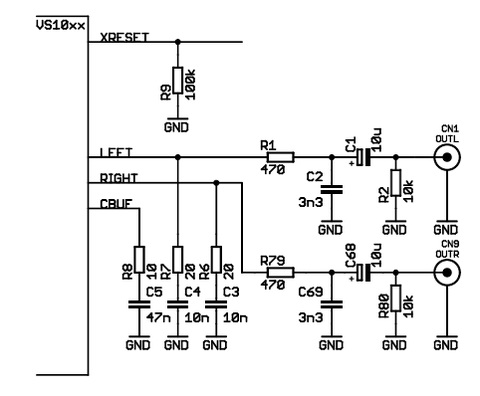 VS10xx
XRESET
R9
100k
GND
LEFT
RIGHT
CBUF
R1
470
C2
3n3
GND
C1
10u
+
R2
10k
GND
CN1
OUTL
GND
R8
10
C5
47n
GND
R7
20
C4
10n
GND
R6
20
C3
10n
GND
R79
470
C69
3n3
GND
C68
10u
+
R80
10k
GND
CN9
OUTR
GND